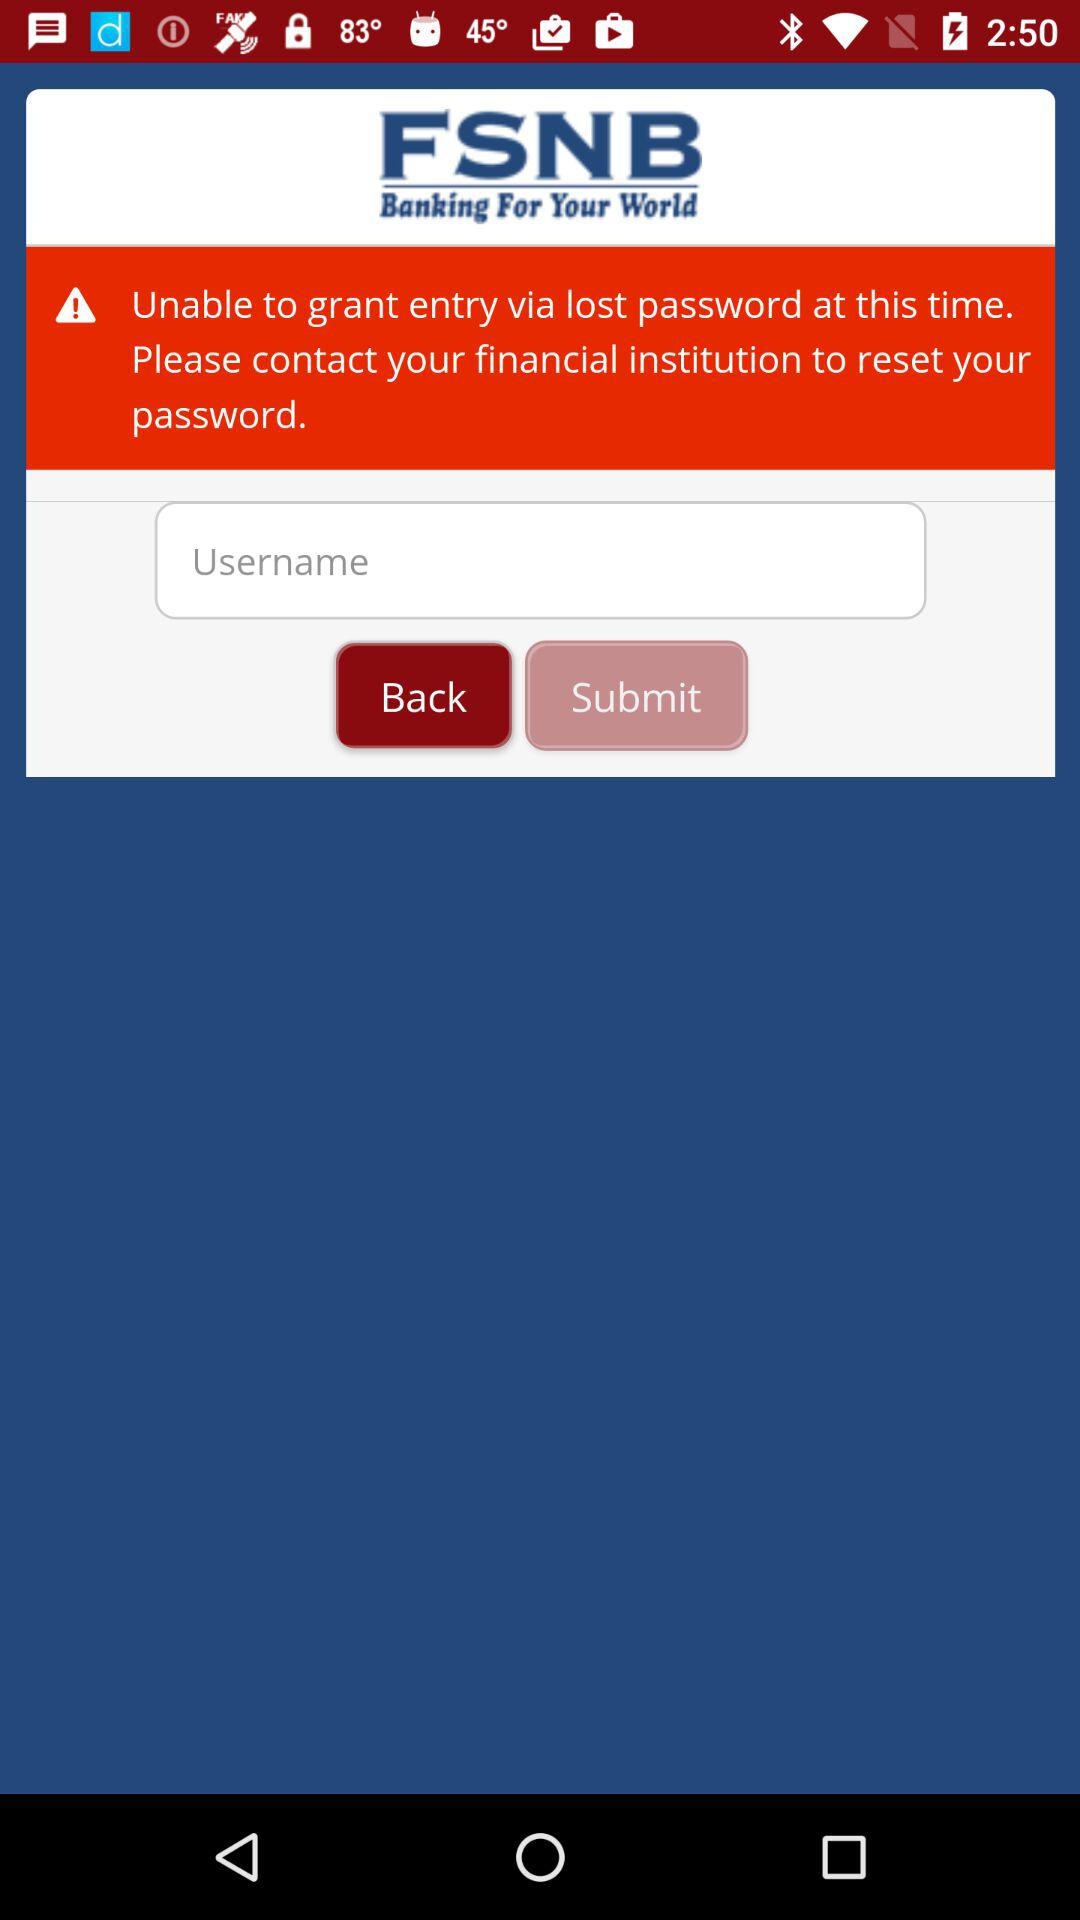 FAKE 83° 45° 2:50
FSNB
Banking For Your World
Unable to grant entry via lost password at this time.
Please contact your financial institution to reset your
password.
Username
Back Submit